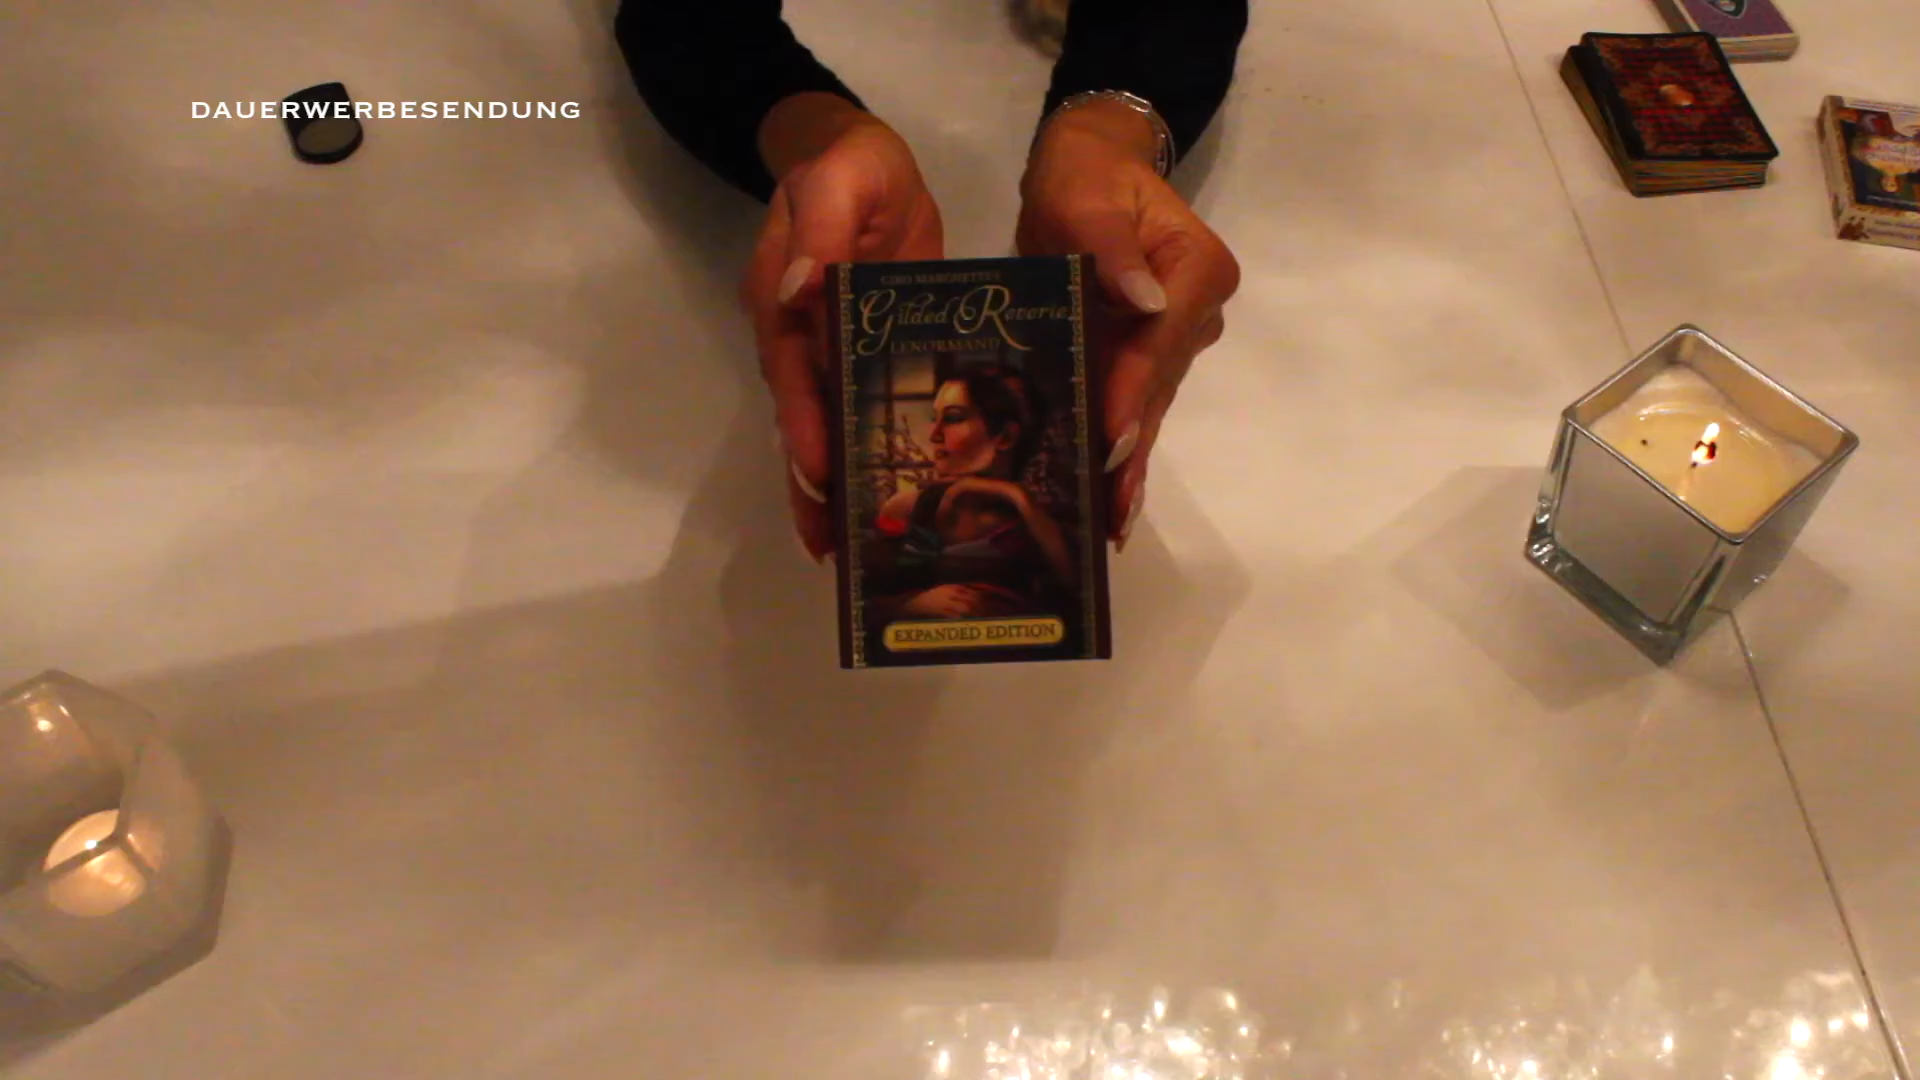 DAUERWERBESENDUNG
CIRO MARCHETTI'S
Gilded Reverie
LENORMAND
EXPANDED EDITION